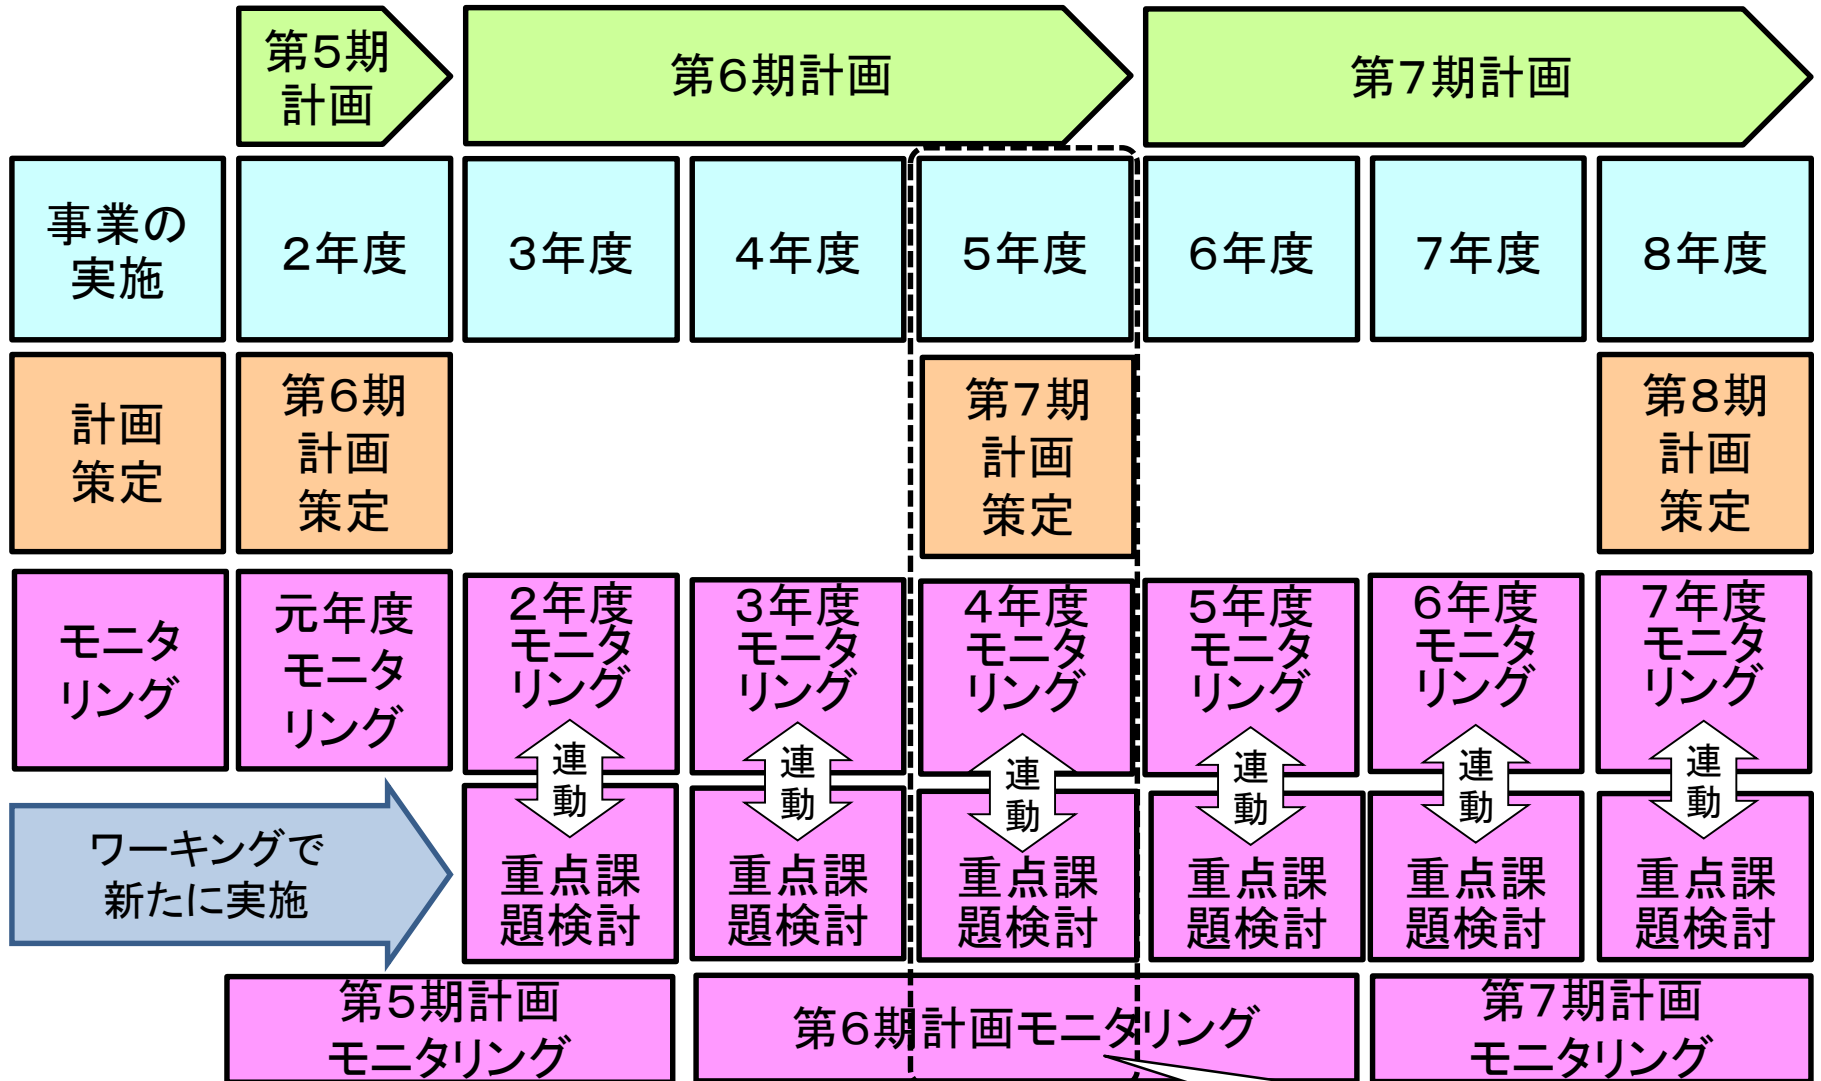 第5期
計画
第6期計画
第7期計画
事業の
実施
2年度
3年度
4年度
5年度
6年度
7年度
8年度
計画
策定
第6期
計画
策定
第7期
計画
策定
第8期
計画
策定
モニタ
リング
元年度
モニタ
リング
2年度
モニタ
リング
3年度
モニタ
リング
4年度
モニタ
リング
5年度
モニタ
リング
6年度
モニタ
リング
7年度
モニタ
リング
連
動
連
動
連
動
連
動
連
動
連
動
ワーキングで
新たに実施
重点課
題検討
重点課
題検討
重点課
題検討
重点課
題検討
重点課
題検討
重点課
題検討
第5期計画
モニタリング
第6期計画モニタリング
第7期計画
モニタリング